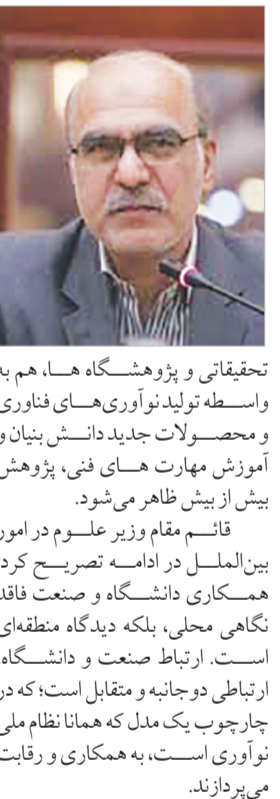 تحقیقاتی و پژوهشگاه ها، هم به
واسطه تولید نوآوری‌های فناوری
و محصولات جدید دانش بنیان و
آموزش مهارت های فنی، پژوهش
بیش از بیش ظاهر می‌شود.
قائم مقام وزیر علوم در امور
بین‌الملل در ادامه تصریح کرد:
همکاری دانشگاه و صنعت فاقد
نگاهی محلی، بلکه دیدگاه منطقه‌ای
است. ارتباط صنعت و دانشگاه،
ارتباطی دوجانبه و متقابل است؛ که در
چارچوب یک مدل که همانا نظام ملی
نوآوری است، به همکاری و رقابت
می‌پردازند.